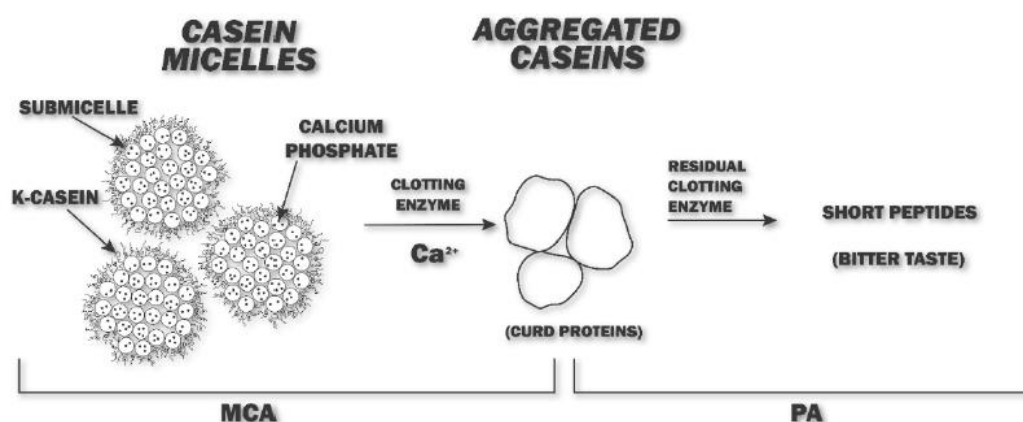 CASEIN
MICELLES
AGGREGATED
CASEINS
SUBMICELLE
K-CASEIN
CALCIUM
PHOSPHATE
CLOTTING
ENZYME
Ca²⁺
(CURD PROTEINS)
RESIDUAL
CLOTTING
ENZYME
SHORT PEPTIDES
(BITTER TASTE)
MCA
PA